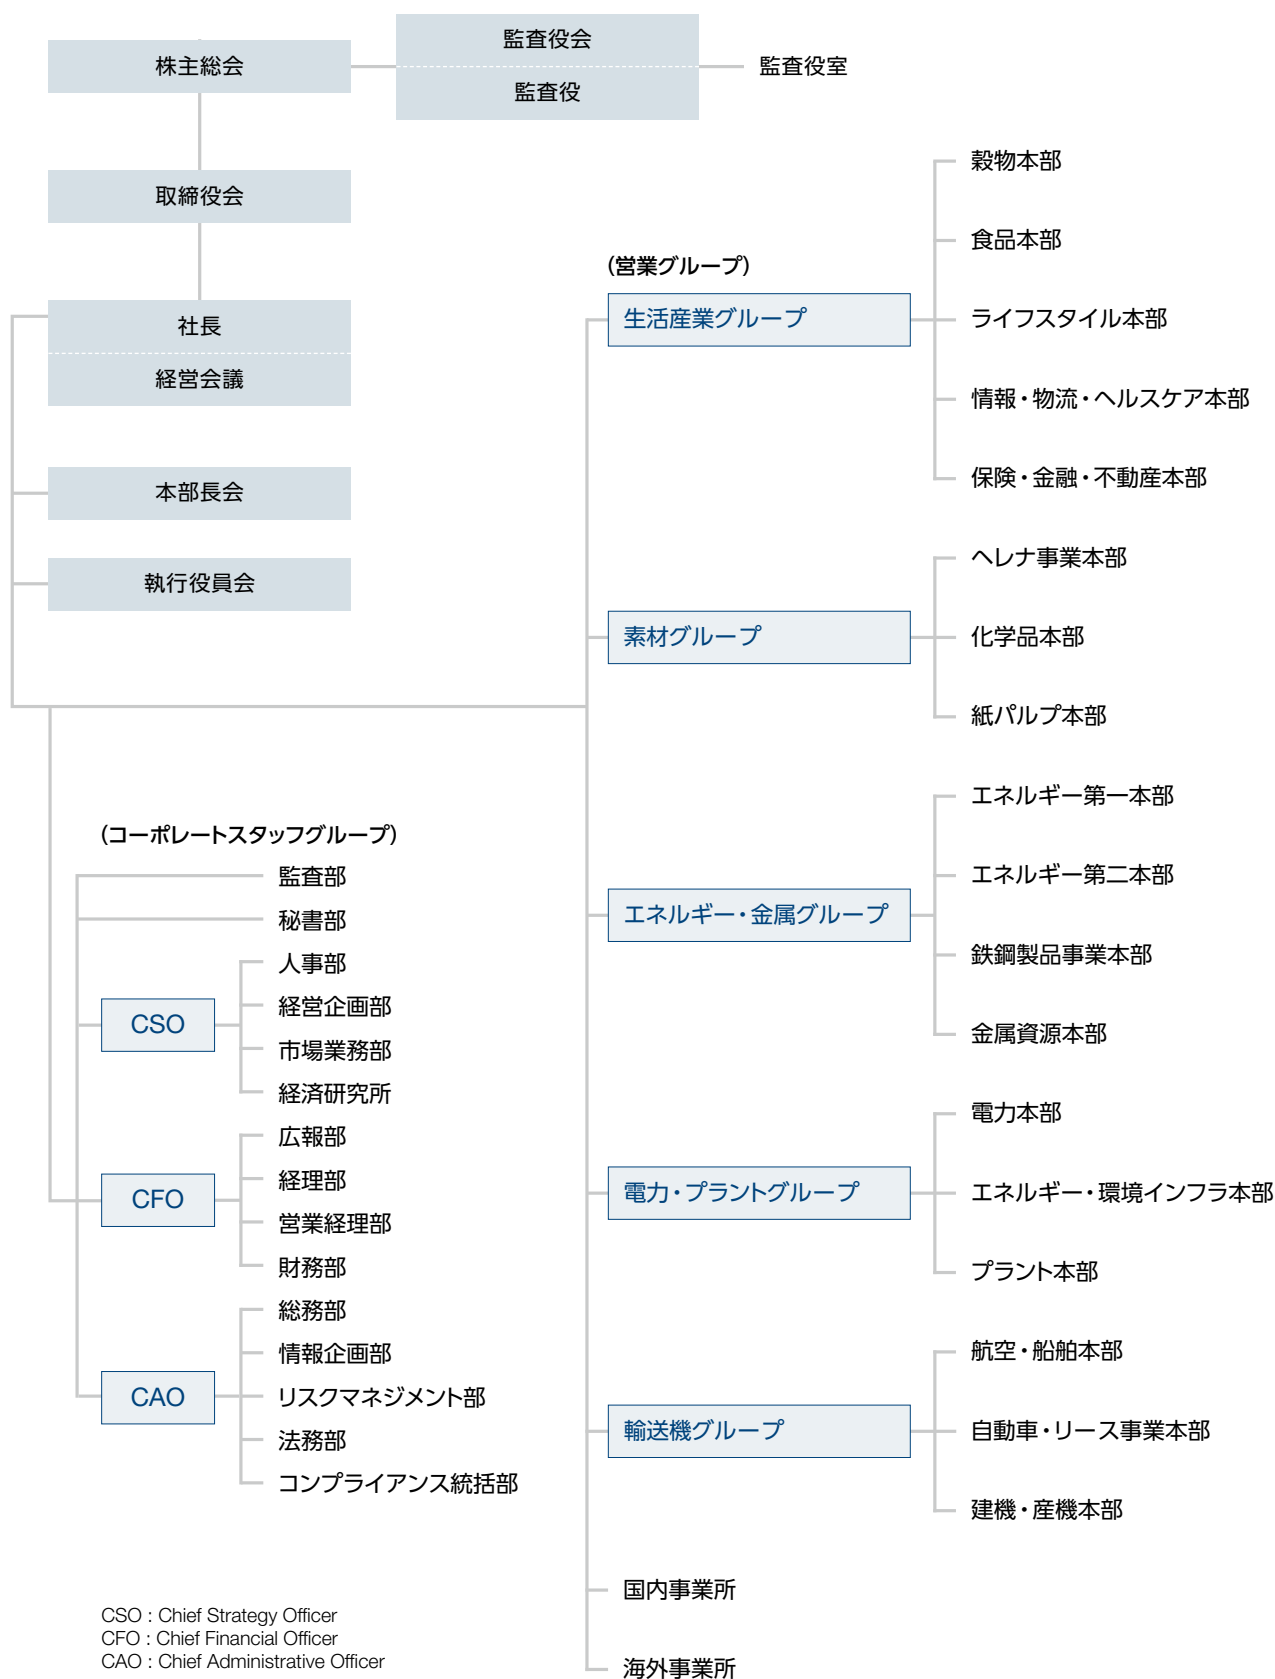 株主総会
監査役会
監査役
監査役室
取締役会
社長
経営会議
本部長会
執行役員会
(営業グループ)
生活産業グループ
穀物本部
食品本部
ライフスタイル本部
情報・物流・ヘルスケア本部
保険・金融・不動産本部
素材グループ
ヘレナ事業本部
化学品本部
紙パルプ本部
エネルギー・金属グループ
エネルギー第一本部
エネルギー第二本部
鉄鋼製品事業本部
金属資源本部
電力・プラントグループ
電力本部
エネルギー・環境インフラ本部
プラント本部
輸送機グループ
航空・船舶本部
自動車・リース事業本部
建機・産機本部
国内事業所
海外事業所
(コーポレートスタッフグループ)
監査部
秘書部
CSO
人事部
経営企画部
市場業務部
経済研究所
CFO
広報部
経理部
営業経理部
財務部
CAO
総務部
情報企画部
リスクマネジメント部
法務部
コンプライアンス統括部
CSO : Chief Strategy Officer
CFO : Chief Financial Officer
CAO : Chief Administrative Officer